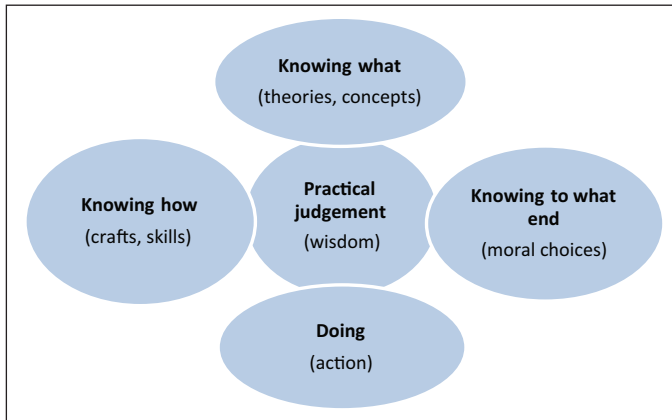 Knowing what
(theories, concepts)
Knowing how
(crafts, skills)
Practical
judgement
(wisdom)
Knowing to what
end
(moral choices)
Doing
(action)